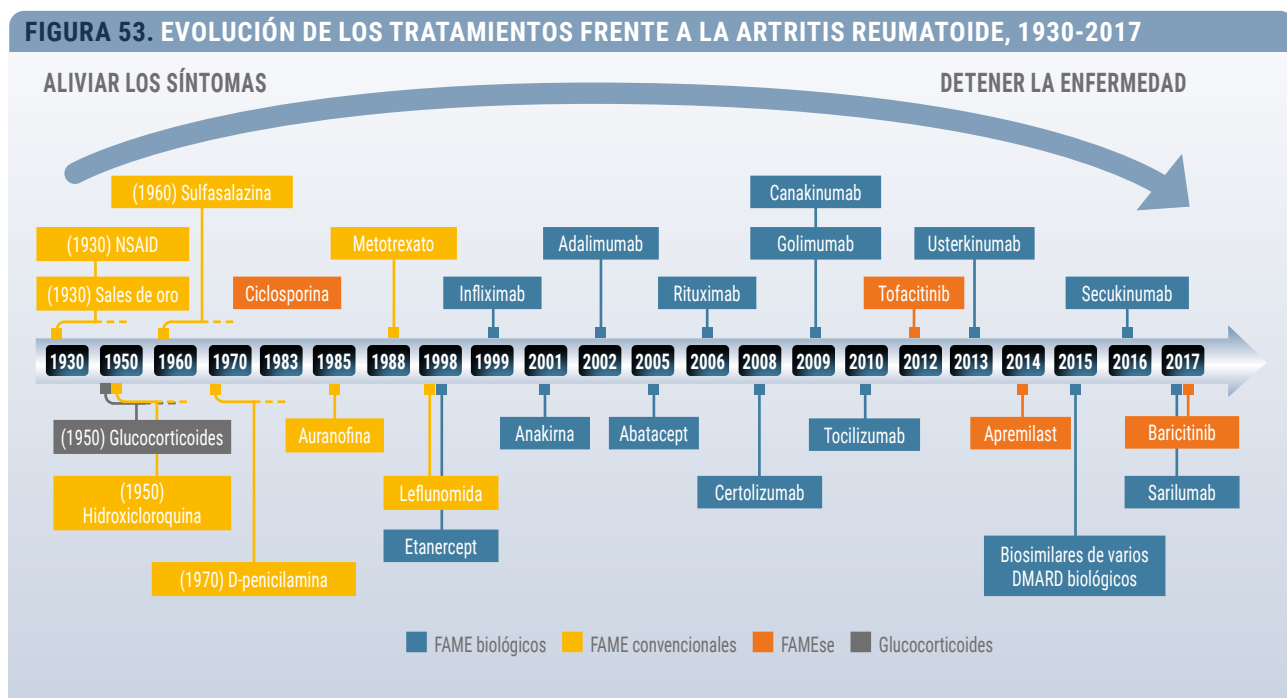 FIGURA 53. EVOLUCIÓN DE LOS TRATAMIENTOS FRENTE A LA ARTRITIS REUMATOIDE, 1930-2017
ALIVIAR LOS SÍNTOMAS
DETENER LA ENFERMEDAD
(1960) Sulfasalazina
Canakinumab
(1930) NSAID
Metotrexato
Adalimumab
Golimumab
Usterkinumab
(1930) Sales de oro
Ciclosporina
Infliximab
Rituximab
Tofacitinib
Secukinumab
1930 1950 1960 1970 1983 1985 1988 1998 1999 2001 2002 2005 2006 2008 2009 2010 2012 2013 2014 2015 2016 2017
(1950) Glucocorticoides
Auranofina
Anakirna
Abatacept
Tocilizumab
Apremilast
Baricitinib
(1950)
Hidroxicloroquina
Leflunomida
Certolizumab
Sarilumab
Etanercept
(1970) D-penicilamina
Biosimilares de varios
DMARD biológicos
FAME biológicos
FAME convencionales
FAMEse
Glucocorticoides